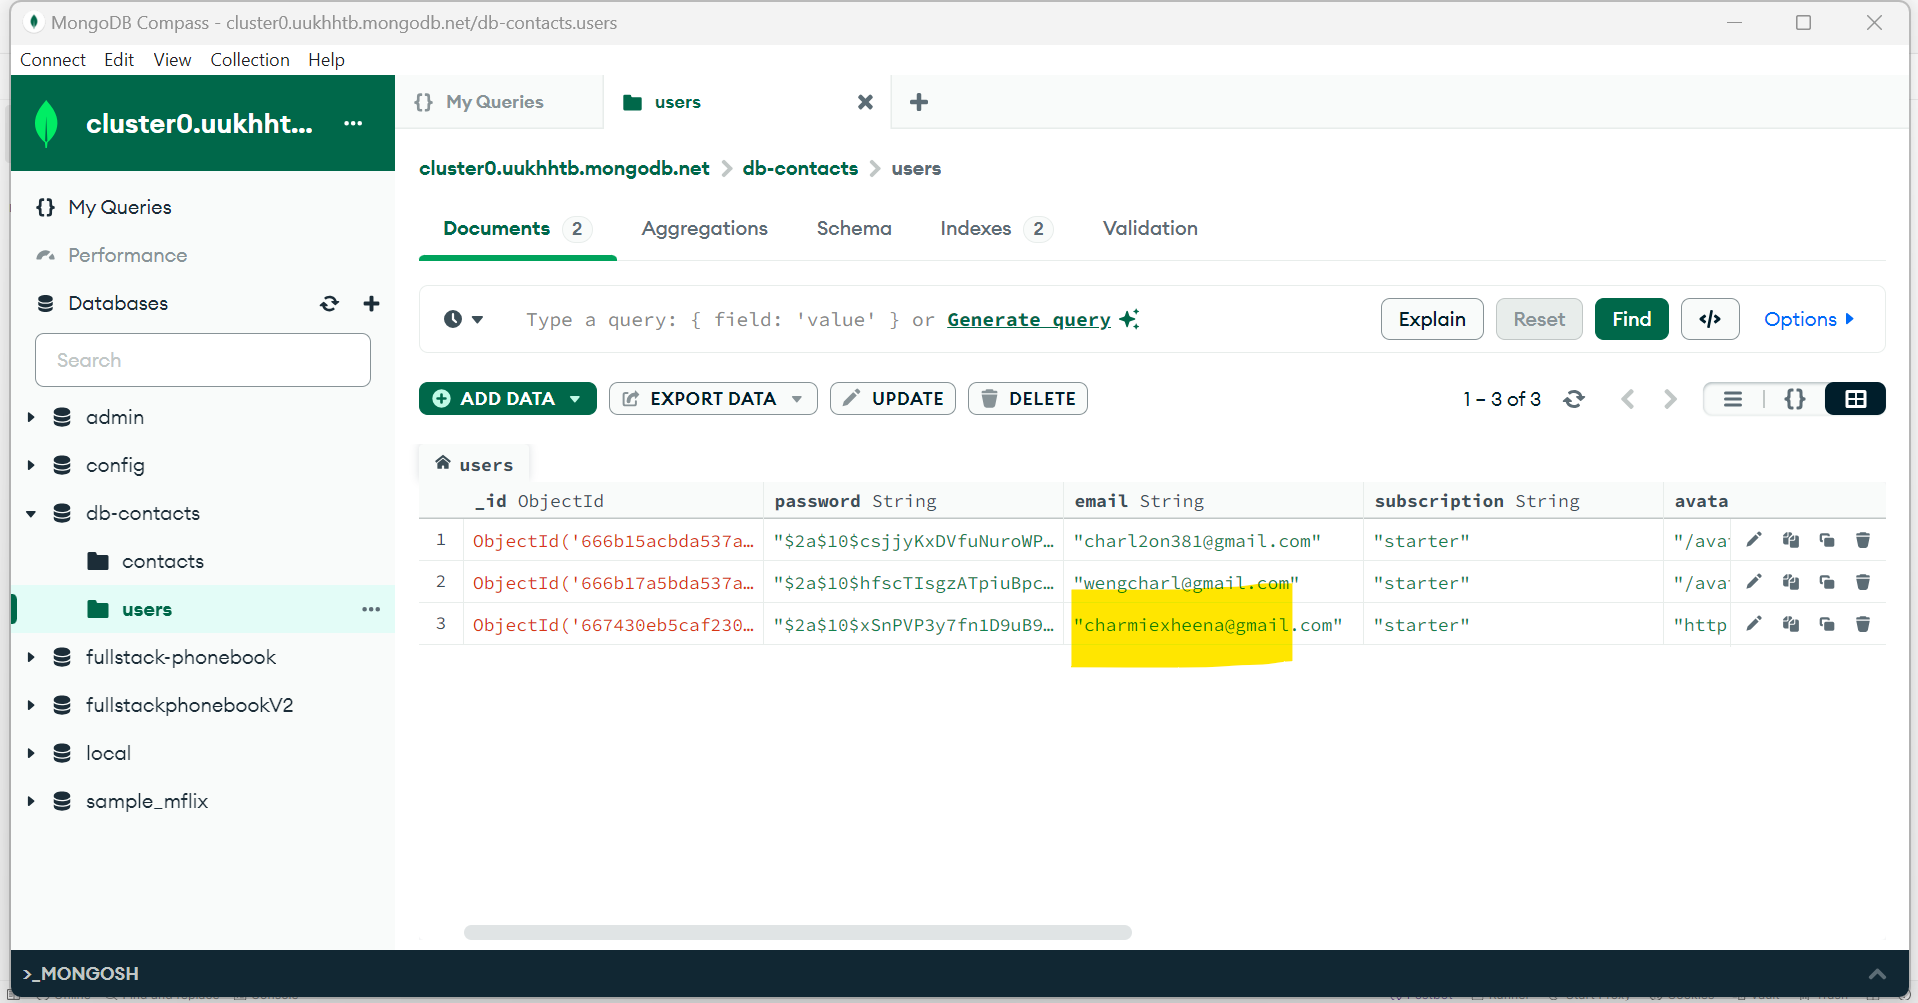 MongoDB Compass - cluster0.uukhhtb.mongodb.net/db-contacts.users
Connect Edit View Collection Help
cluster0.uukhht... ...
{} My Queries
users
cluster0.uukhhtb.mongodb.net > db-contacts > users
{} My Queries
Performance
Databases
Search
admin
config
db-contacts
contacts
users ...
fullstack-phonebook
fullstackphonebookV2
local
sample_mflix
Documents 2 Aggregations Schema Indexes 2 Validation
Type a query: { field: 'value' } or Generate query
Explain Reset Find </> Options
ADD DATA EXPORT DATA UPDATE DELETE
1 – 3 of 3
{}
users
_id ObjectId password String email String subscription String avata
1 ObjectId('666b15acbda537a… "$2a$10$csjjyKxDVfuNuroWP… "charl2on381@gmail.com" "starter" "/ava
2 ObjectId('666b17a5bda537a… "$2a$10$hfscTIsgzATpiuBpc… "wengcharl@gmail.com" "starter" "/ava
3 ObjectId('667430eb5caf230… "$2a$10$xSnPVP3y7fn1D9uB9… "charmiexheena@gmail.com" "starter" "http
>_MONGOSH